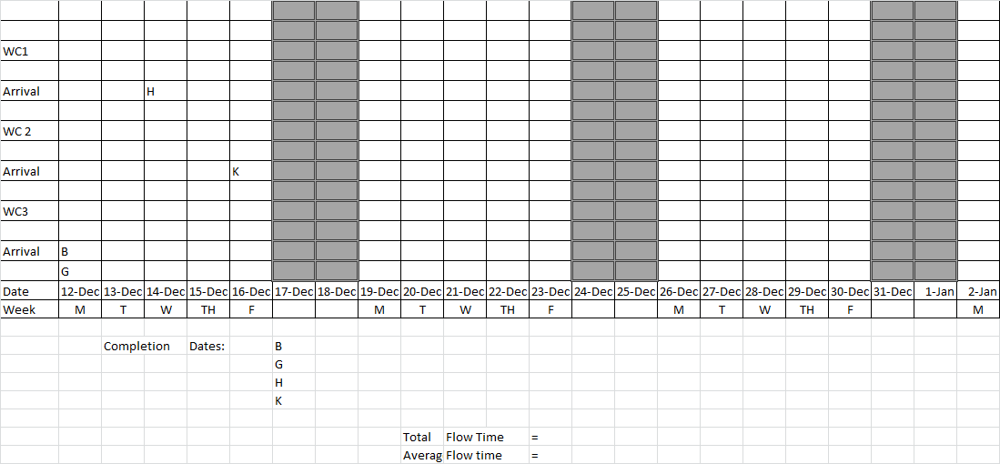 WC1
Arrival H
WC 2
Arrival K
WC3
Arrival B
G
Date 12-Dec 13-Dec 14-Dec 15-Dec 16-Dec 17-Dec 18-Dec 19-Dec 20-Dec 21-Dec 22-Dec 23-Dec 24-Dec 25-Dec 26-Dec 27-Dec 28-Dec 29-Dec 30-Dec 31-Dec 1-Jan 2-Jan
Week M T W TH F M T W TH F M T W TH F M
Completion Dates: B
G
H
K
Total Flow Time =
Averag Flow time =